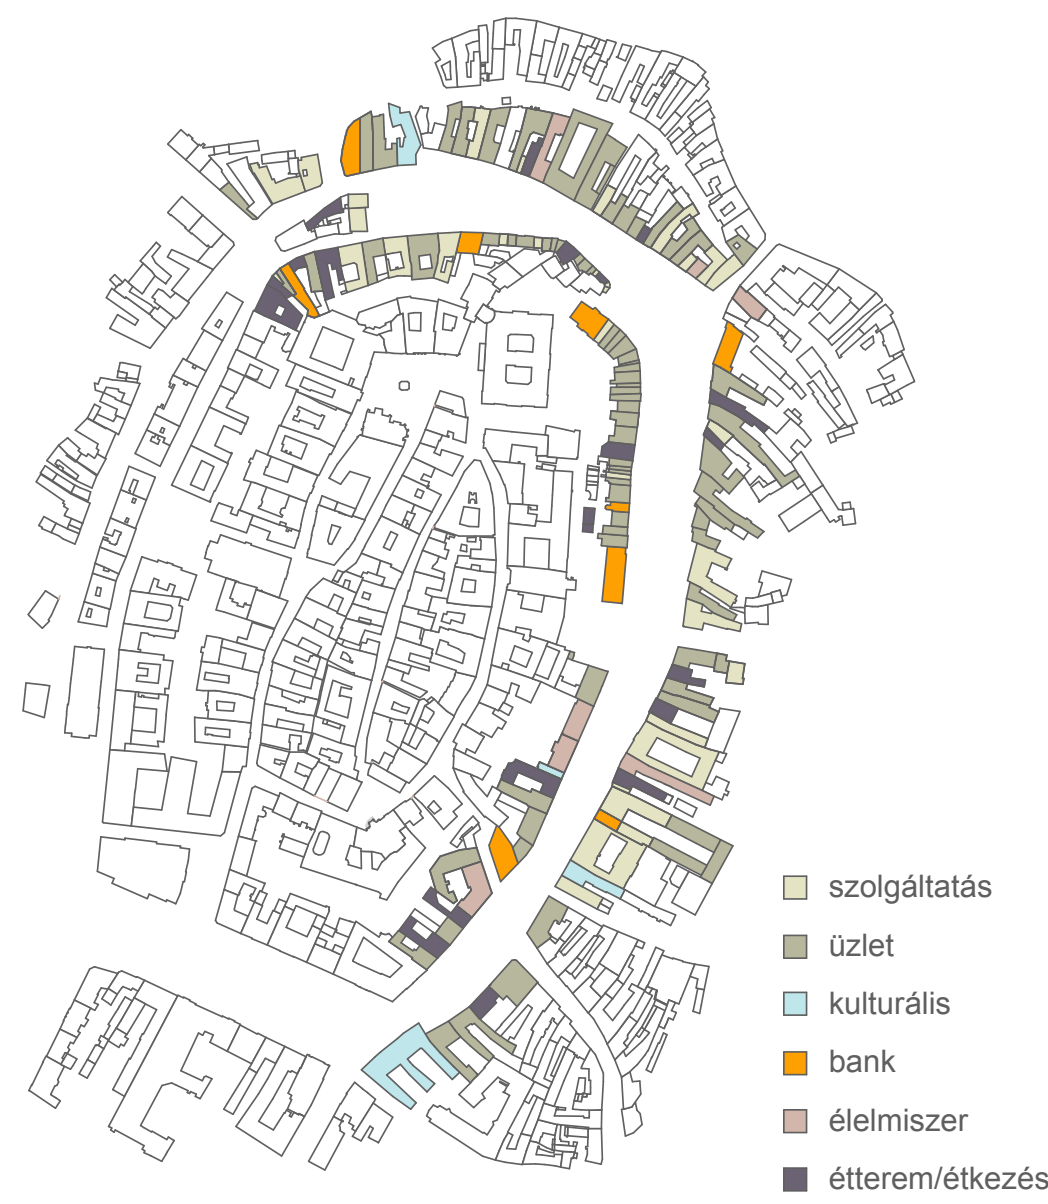 szolgáltatás
üzlet
kulturális
bank
élelmiszer
étterem/étkezés